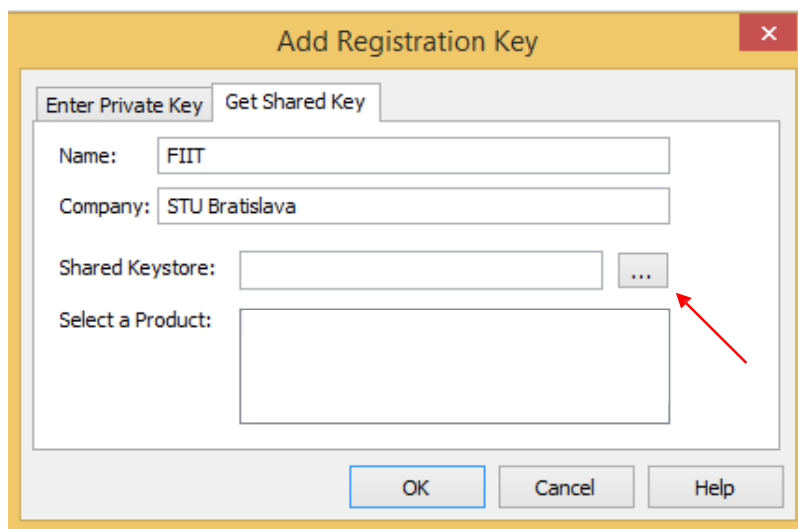 Add Registration Key
Enter Private Key Get Shared Key
Name: FIIT
Company: STU Bratislava
Shared Keystore: ...
Select a Product:
OK Cancel Help